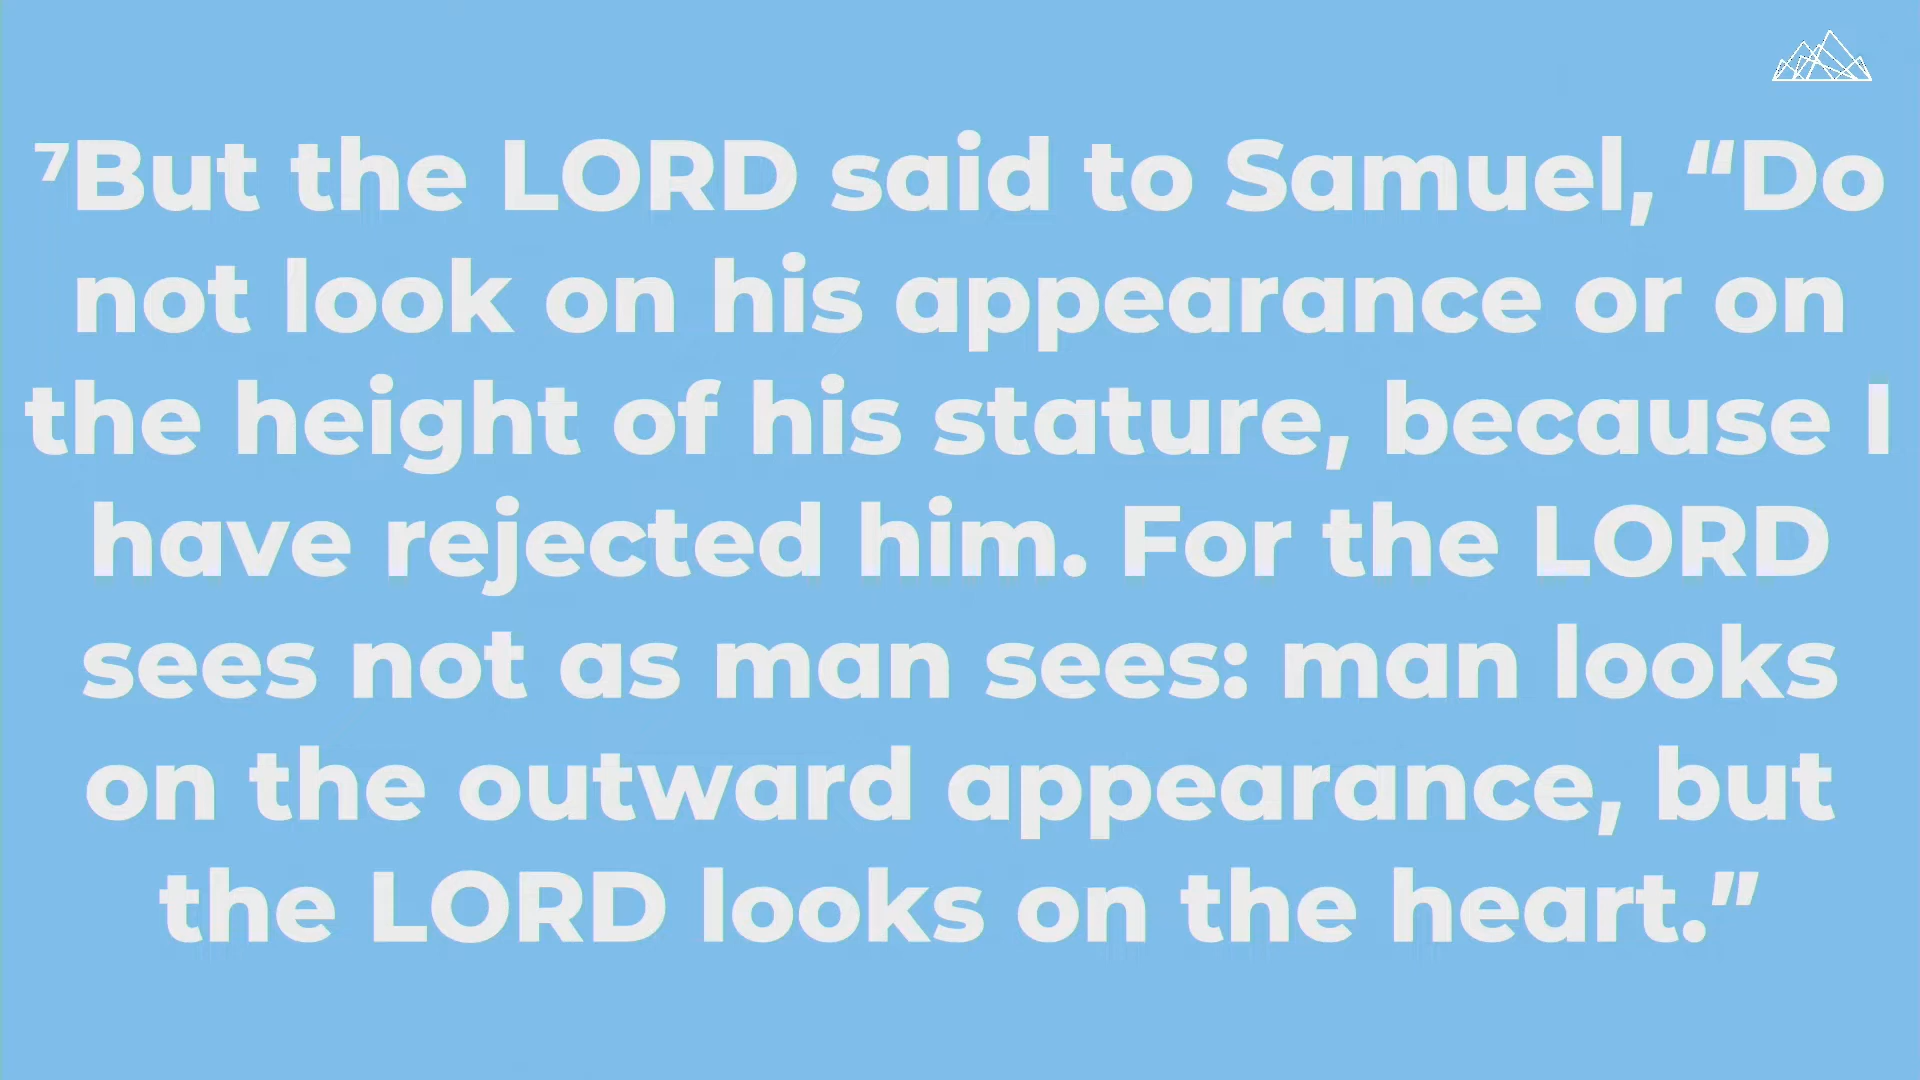 ⁷But the LORD said to Samuel, “Do
not look on his appearance or on
the height of his stature, because I
have rejected him. For the LORD
sees not as man sees: man looks
on the outward appearance, but
the LORD looks on the heart.”